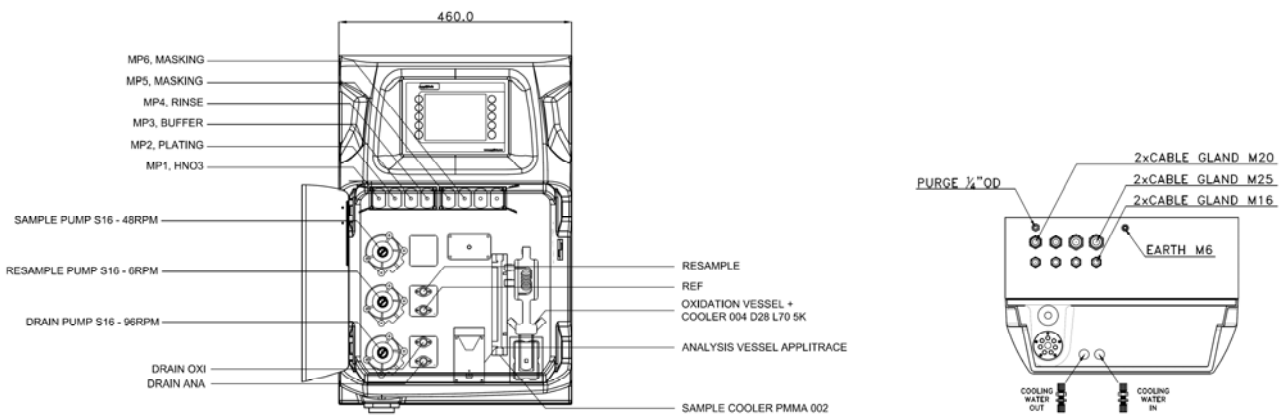 460.0
MP6, MASKING
MP5, MASKING
MP4, RINSE
MP3, BUFFER
MP2, PLATING
MP1, HNO3
SAMPLE PUMP S16 - 48RPM
RESAMPLE PUMP S16 - 6RPM
DRAIN PUMP S16 - 96RPM
DRAIN OXI
DRAIN ANA
RESAMPLE
REF
OXIDATION VESSEL +
COOLER 004 D28 L70 5K
ANALYSIS VESSEL APPLITRACE
SAMPLE COOLER PMMA 002
PURGE ¼"OD
2xCABLE GLAND M20
2xCABLE GLAND M25
2xCABLE GLAND M16
EARTH M6
COOLING
WATER
OUT
COOLING
WATER
IN